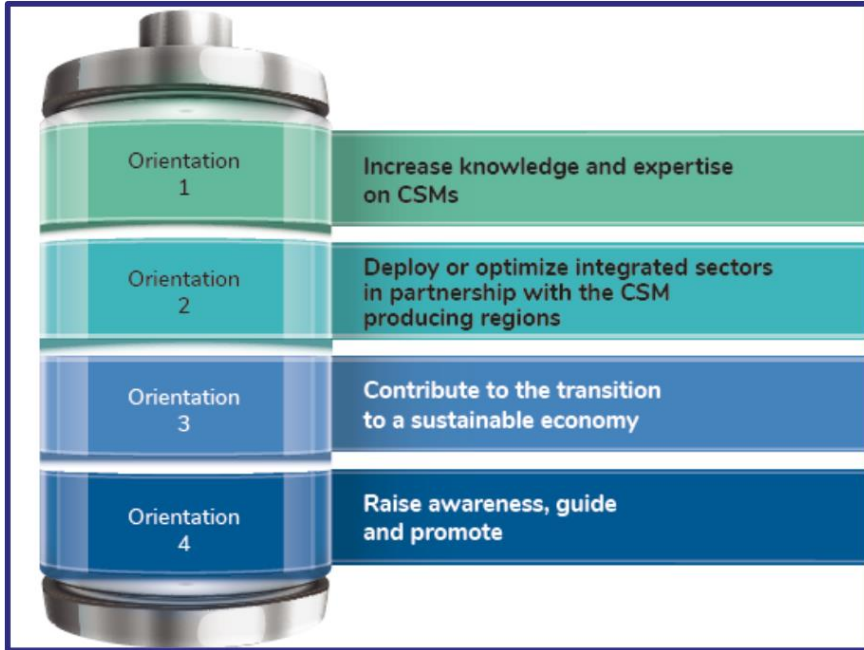 Orientation
1
Increase knowledge and expertise
on CSMs
Orientation
2
Deploy or optimize integrated sectors
in partnership with the CSM
producing regions
Orientation
3
Contribute to the transition
to a sustainable economy
Orientation
4
Raise awareness, guide
and promote